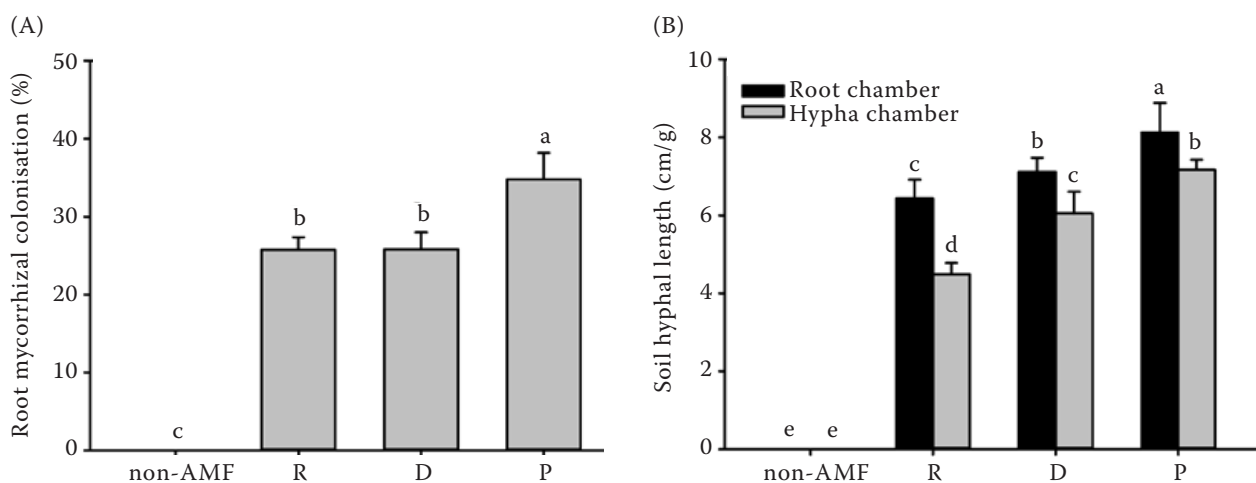 (A)
Root mycorrhizal colonisation (%)
50
40
30
20
10
0
c
b
b
a
non-AMF R D P
(B)
Soil hyphal length (cm/g)
10
8
6
4
2
0
Root chamber
Hypha chamber
e e
c
d
b
c
a
b
non-AMF R D P